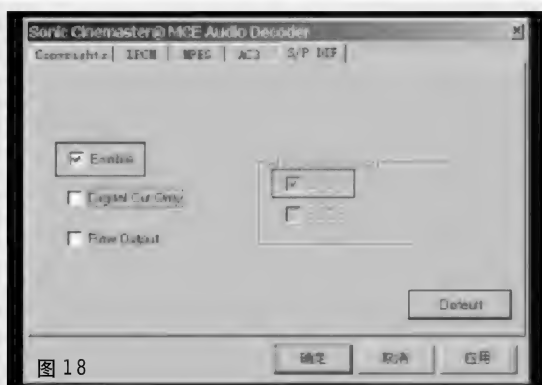 Sonic Cinemaster@ MCE Audio Decoder
Copyrights LPCM MPEG AC3 S/P DIF
Enable
Digital Out Only
Raw Output
Default
确定 取消 应用
图 18